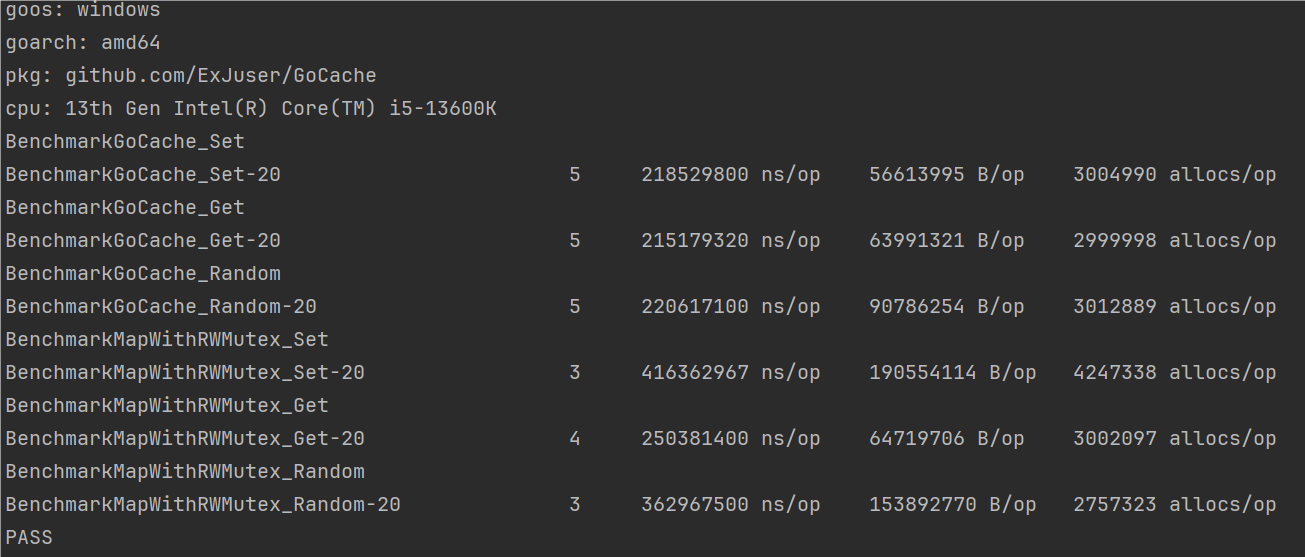 goos: windows
goarch: amd64
pkg: github.com/ExJuser/GoCache
cpu: 13th Gen Intel(R) Core(TM) i5-13600K
BenchmarkGoCache_Set
BenchmarkGoCache_Set-20 5 218529800 ns/op 56613995 B/op 3004990 allocs/op
BenchmarkGoCache_Get
BenchmarkGoCache_Get-20 5 215179320 ns/op 63991321 B/op 2999998 allocs/op
BenchmarkGoCache_Random
BenchmarkGoCache_Random-20 5 220617100 ns/op 90786254 B/op 3012889 allocs/op
BenchmarkMapWithRWMutex_Set
BenchmarkMapWithRWMutex_Set-20 3 416362967 ns/op 190554114 B/op 4247338 allocs/op
BenchmarkMapWithRWMutex_Get
BenchmarkMapWithRWMutex_Get-20 4 250381400 ns/op 64719706 B/op 3002097 allocs/op
BenchmarkMapWithRWMutex_Random
BenchmarkMapWithRWMutex_Random-20 3 362967500 ns/op 153892770 B/op 2757323 allocs/op
PASS